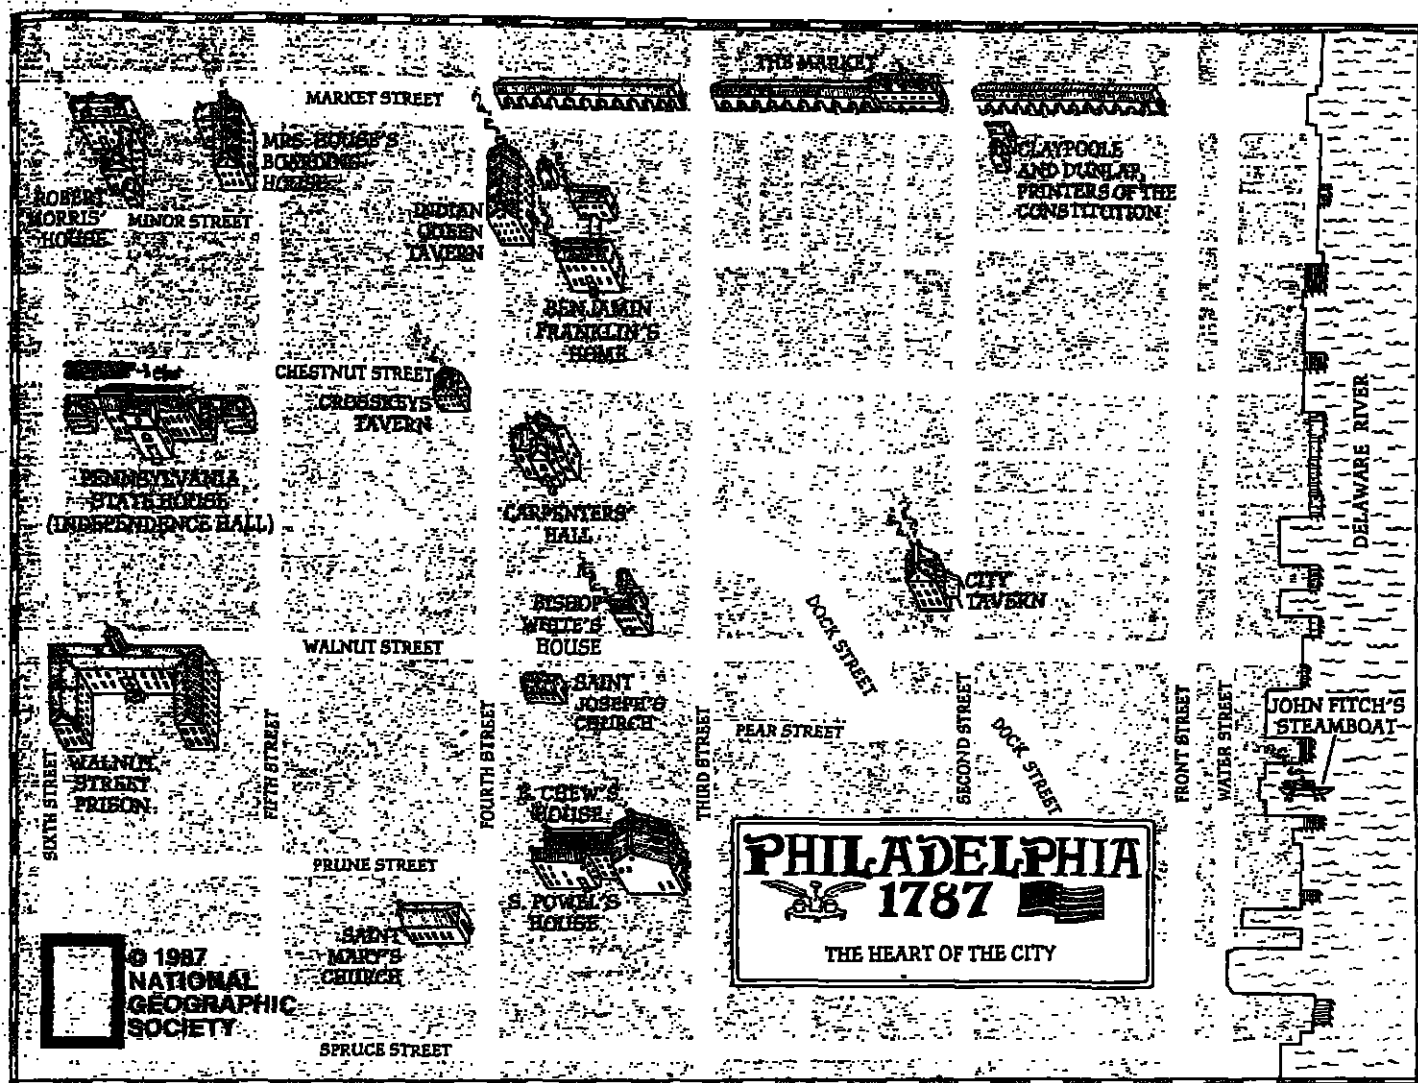 THE MARKET
MARKET STREET
MRS. HOUSE'S
BOARDING
HOUSE
CLAYPOOLE
AND DUNLAP,
PRINTERS OF THE
CONSTITUTION
ROBERT
MORRIS'
HOUSE
MINOR STREET
INDIAN
QUEEN
TAVERN
BENJAMIN
FRANKLIN'S
HOME
CHESTNUT STREET
CROSSKEYS
TAVERN
PENNSYLVANIA
STATE HOUSE
(INDEPENDENCE HALL)
CARPENTERS'
HALL
DELAWARE RIVER
CITY
TAVERN
BISHOP
WHITE'S
HOUSE
DOCK STREET
WALNUT STREET
SAINT
JOSEPH'S
CHURCH
PEAR STREET
DOCK STREET
JOHN FITCH'S
STEAMBOAT
WALNUT
STREET
PRISON
SIXTH STREET
FIFTH STREET
FOURTH STREET
THIRD STREET
SECOND STREET
FRONT STREET
WATER STREET
CHEW'S
HOUSE
S. POWEL'S
HOUSE
PRUNE STREET
SAINT
MARY'S
CHURCH
PHILADELPHIA
1787
THE HEART OF THE CITY
© 1987
NATIONAL
GEOGRAPHIC
SOCIETY
SPRUCE STREET